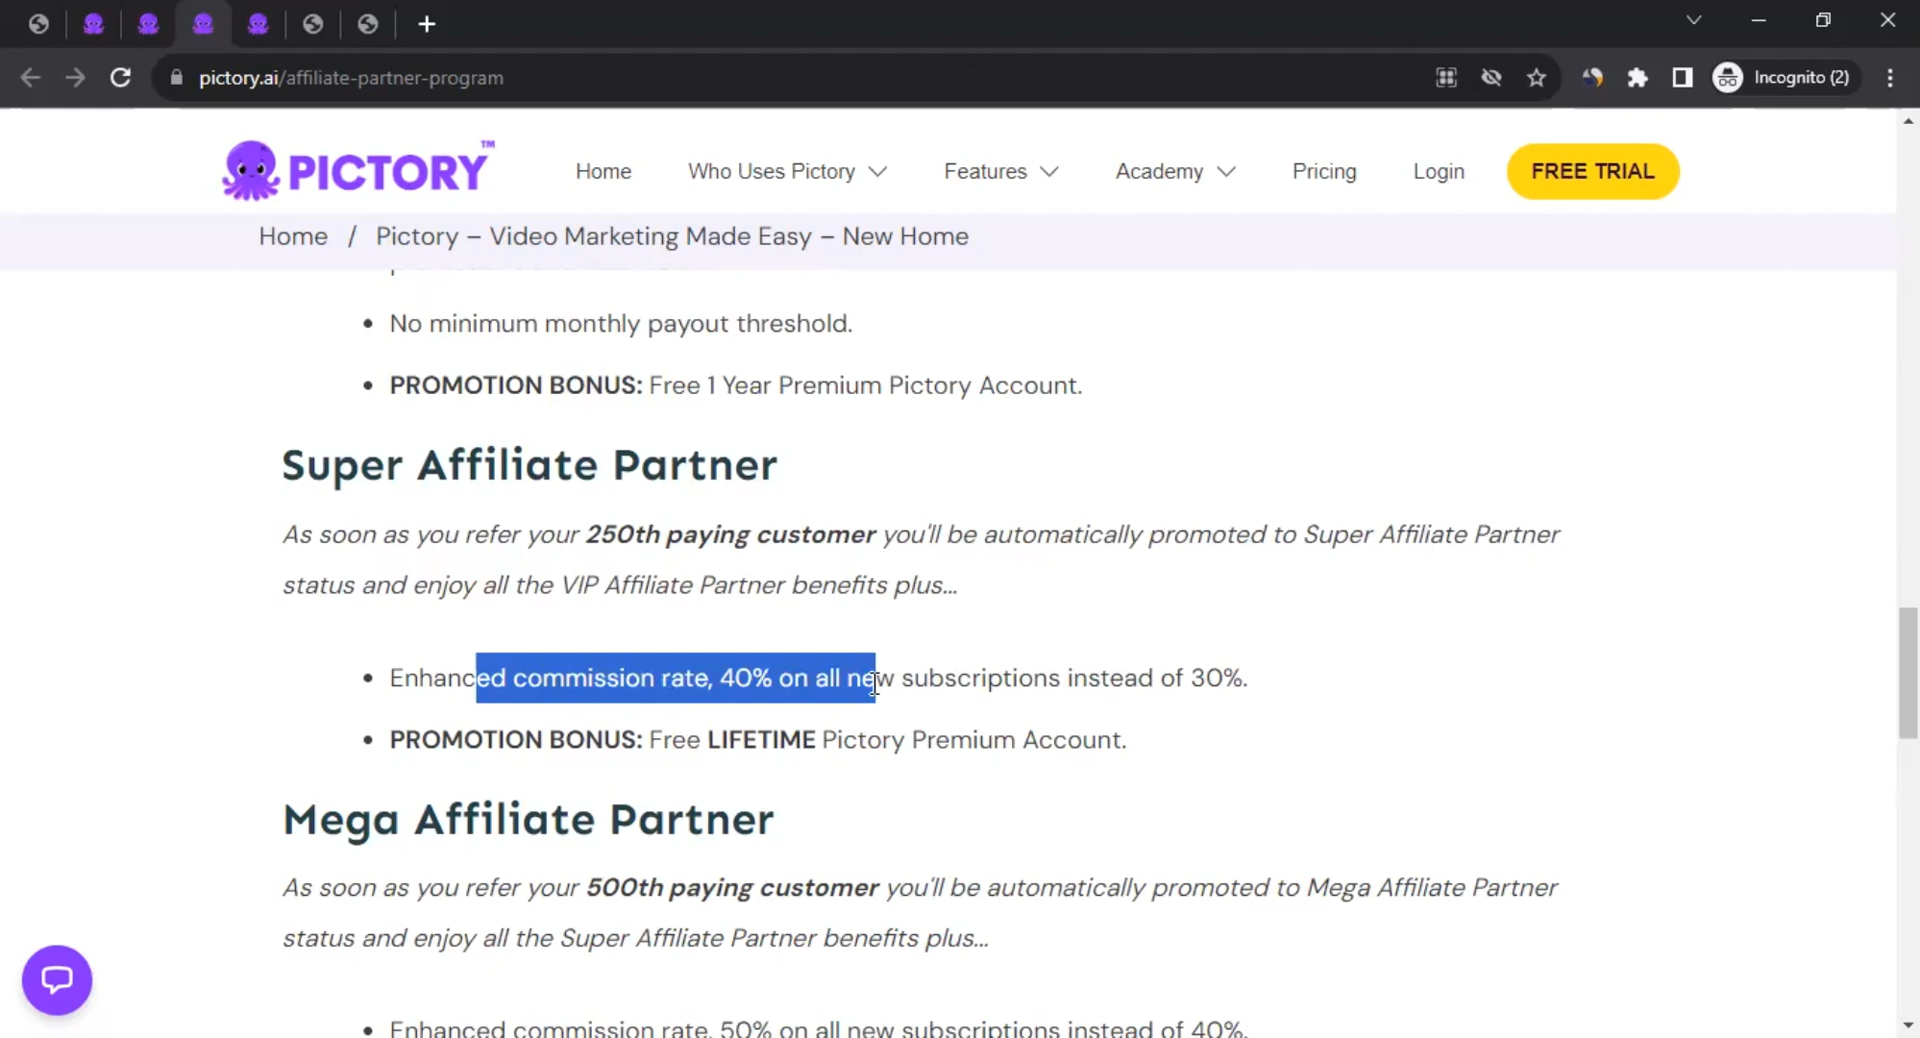 pictory.ai/affiliate-partner-program
Incognito (2)
PICTORY™
Home
Who Uses Pictory
Features
Academy
Pricing
Login
FREE TRIAL
Home / Pictory – Video Marketing Made Easy – New Home
• No minimum monthly payout threshold.
• PROMOTION BONUS: Free 1 Year Premium Pictory Account.
Super Affiliate Partner
As soon as you refer your 250th paying customer you'll be automatically promoted to Super Affiliate Partner
status and enjoy all the VIP Affiliate Partner benefits plus...
• Enhanced commission rate, 40% on all new subscriptions instead of 30%.
• PROMOTION BONUS: Free LIFETIME Pictory Premium Account.
Mega Affiliate Partner
As soon as you refer your 500th paying customer you'll be automatically promoted to Mega Affiliate Partner
status and enjoy all the Super Affiliate Partner benefits plus...
• Enhanced commission rate, 50% on all new subscriptions instead of 40%.